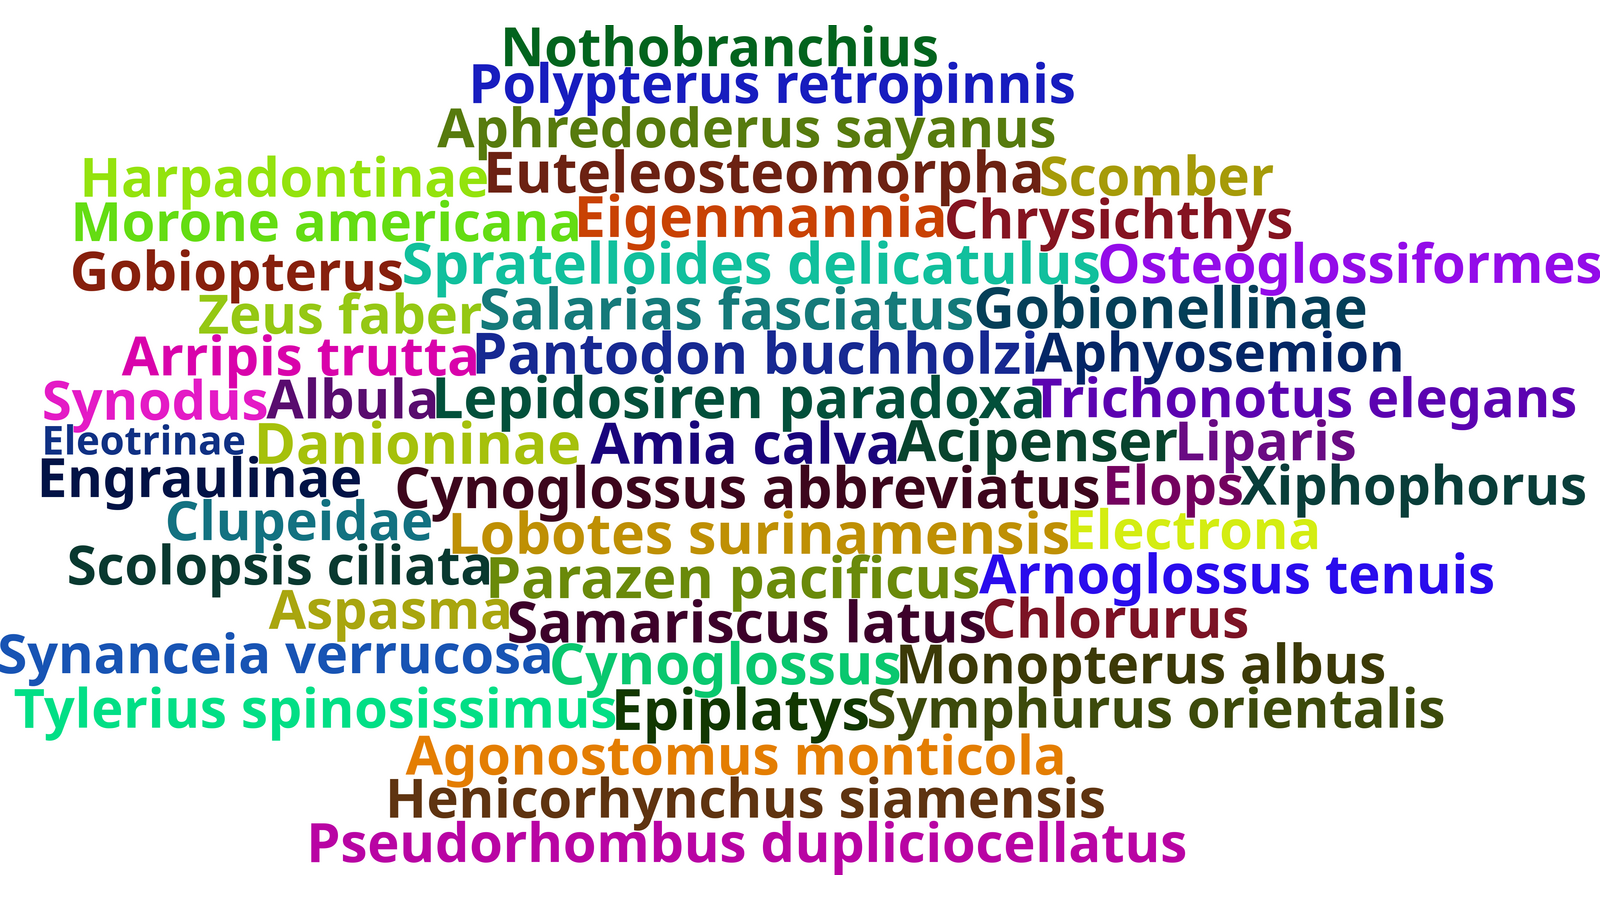 Nothobranchius
Polypterus retropinnis
Aphredoderus sayanus
Harpadontinae Euteleosteomorpha Scomber
Morone americana Eigenmannia Chrysichthys
Gobiopterus Spratelloides delicatulus Osteoglossiformes
Zeus faber Salarias fasciatus Gobionellinae
Arripis trutta Pantodon buchholzi Aphyosemion
Synodus Albula Lepidosiren paradoxa Trichonotus elegans
Eleotrinae Danioninae Amia calva Acipenser Liparis
Engraulinae Cynoglossus abbreviatus Elops Xiphophorus
Clupeidae Lobotes surinamensis Electrona
Scolopsis ciliata Parazen pacificus Arnoglossus tenuis
Aspasma Samariscus latus Chlorurus
Synanceia verrucosa Cynoglossus Monopterus albus
Tylerius spinosissimus Epiplatys Symphurus orientalis
Agonostomus monticola
Henicorhynchus siamensis
Pseudorhombus dupliciocellatus